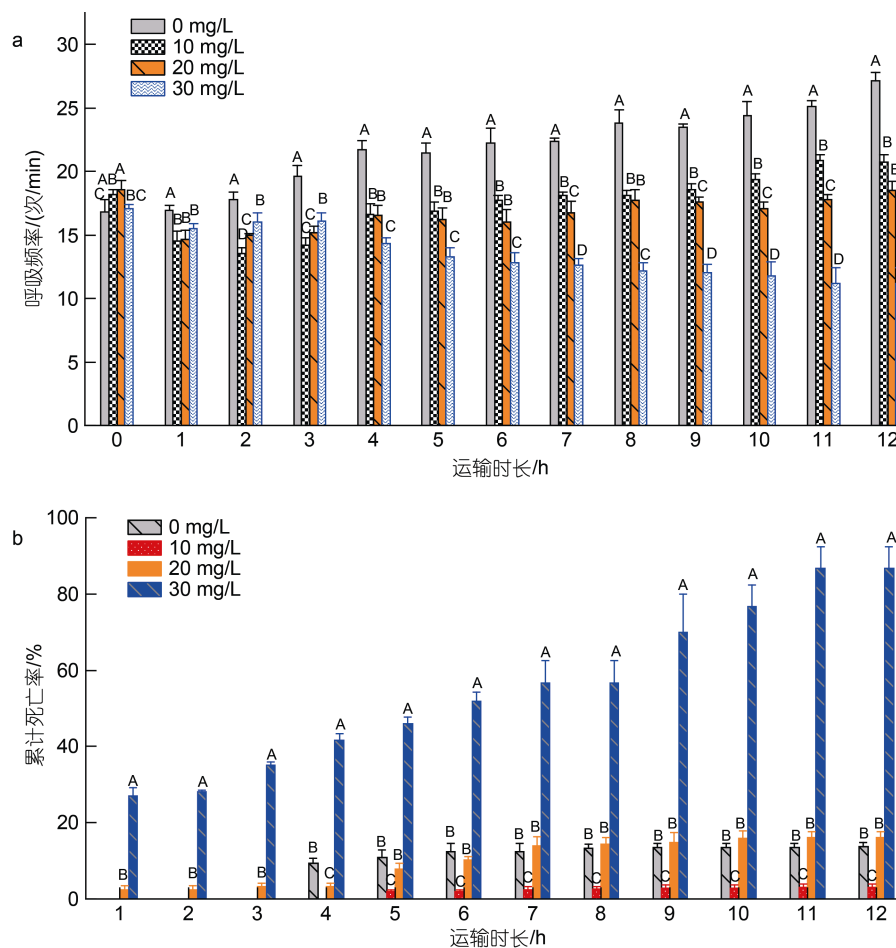 a
0 mg/L
10 mg/L
20 mg/L
30 mg/L
呼吸频率/(次/min)
30
25
20
15
10
5
0
A B A
C B C
A
B B B
A
D C B
A
C C B
A
B B C
A
B B C
A
B C C
A
B C D
A
B B C
A
B C D
A
B C D
A
B C D
A
B B
0 1 2 3 4 5 6 7 8 9 10 11 12
运输时长/h
b
0 mg/L
10 mg/L
20 mg/L
30 mg/L
累计死亡率/%
100
80
60
40
20
0
B A
B A
B A
B C A
B C B A
B C B A
B C B A
B C B A
B C B A
B C B A
B C B A
B C B A
1 2 3 4 5 6 7 8 9 10 11 12
运输时长/h